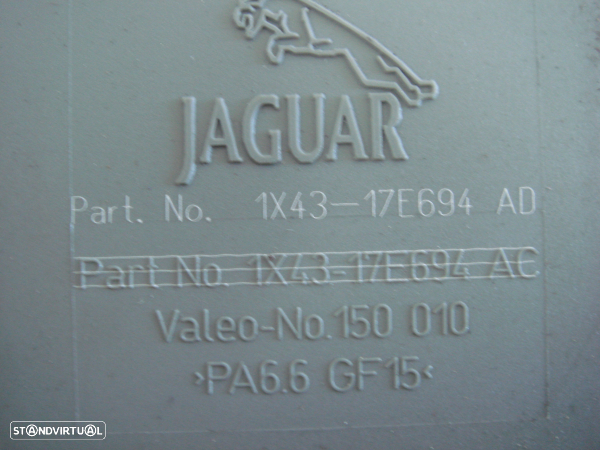 JAGUAR
Part. No. 1X43-17E694 AD
Part No. 1X43-17E694 AC
Valeo-No.150 010
>PA6.6 GF15<
STANDVIRTUAL